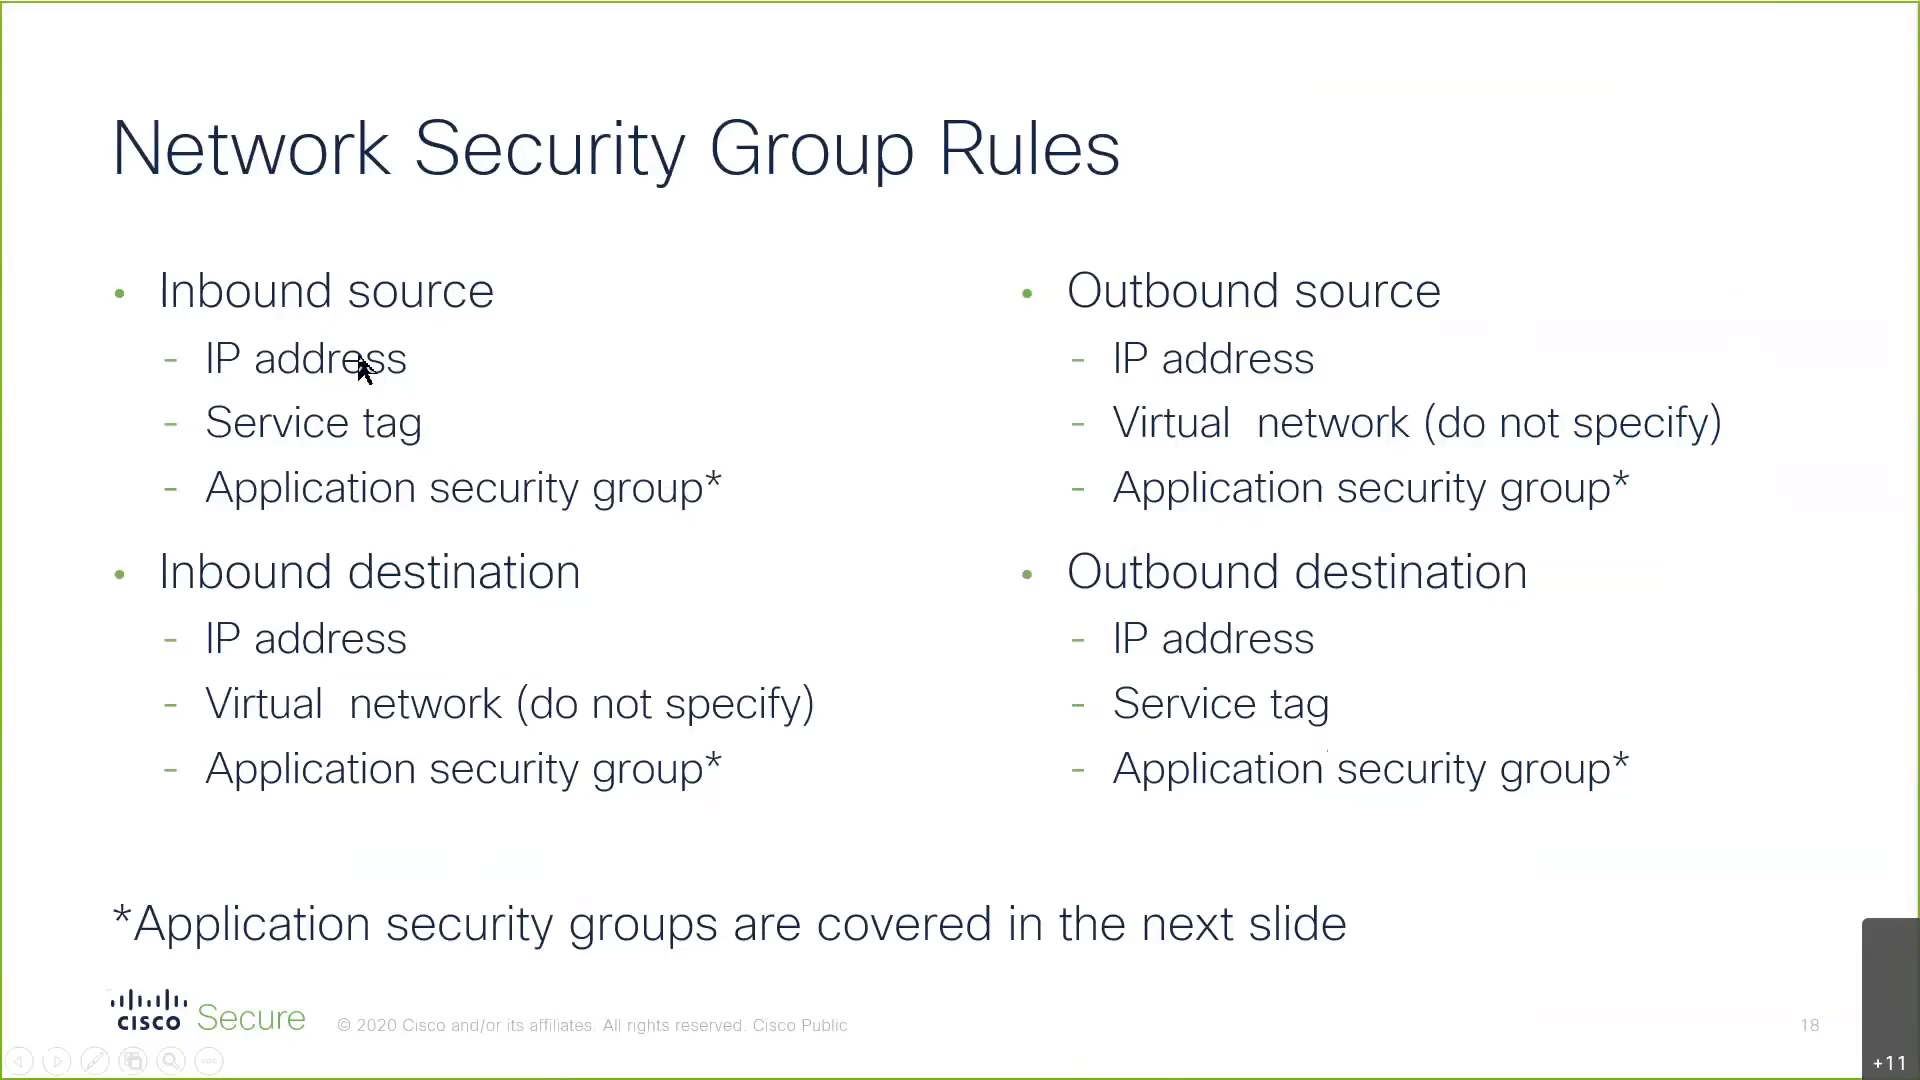 Network Security Group Rules
• Inbound source
- IP address
- Service tag
- Application security group*
• Inbound destination
- IP address
- Virtual  network (do not specify)
- Application security group*
• Outbound source
- IP address
- Virtual  network (do not specify)
- Application security group*
• Outbound destination
- IP address
- Service tag
- Application security group*
*Application security groups are covered in the next slide
CISCO Secure
© 2020 Cisco and/or its affiliates. All rights reserved. Cisco Public
18
+11